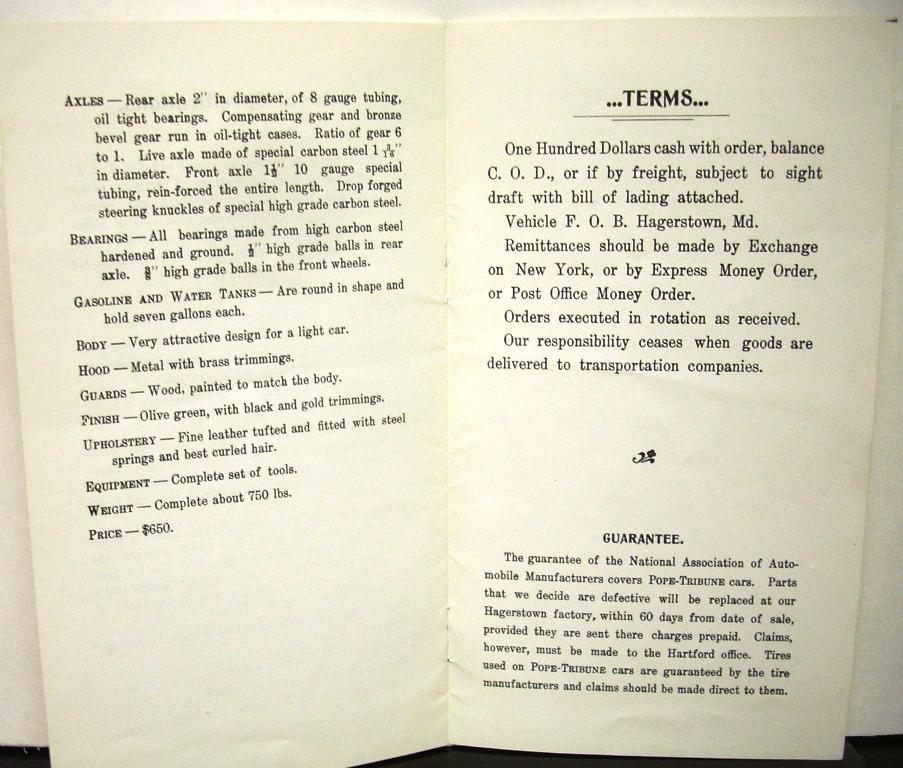 AXLES — Rear axle 2" in diameter, of 8 gauge tubing,
oil tight bearings. Compensating gear and bronze
bevel gear run in oil-tight cases. Ratio of gear 6
to 1. Live axle made of special carbon steel 1 3/16"
in diameter. Front axle 1½" 10 gauge special
tubing, rein-forced the entire length. Drop forged
steering knuckles of special high grade carbon steel.
BEARINGS — All bearings made from high carbon steel
hardened and ground. ½" high grade balls in rear
axle. ⅜" high grade balls in the front wheels.
GASOLINE AND WATER TANKS — Are round in shape and
hold seven gallons each.
BODY — Very attractive design for a light car.
HOOD — Metal with brass trimmings.
GUARDS — Wood, painted to match the body.
FINISH — Olive green, with black and gold trimmings.
UPHOLSTERY — Fine leather tufted and fitted with steel
springs and best curled hair.
EQUIPMENT — Complete set of tools.
WEIGHT — Complete about 750 lbs.
PRICE — $650.
...TERMS...
One Hundred Dollars cash with order, balance
C. O. D., or if by freight, subject to sight
draft with bill of lading attached.
Vehicle F. O. B. Hagerstown, Md.
Remittances should be made by Exchange
on New York, or by Express Money Order,
or Post Office Money Order.
Orders executed in rotation as received.
Our responsibility ceases when goods are
delivered to transportation companies.
GUARANTEE.
The guarantee of the National Association of Auto-
mobile Manufacturers covers POPE-TRIBUNE cars. Parts
that we decide are defective will be replaced at our
Hagerstown factory, within 60 days from date of sale,
provided they are sent there charges prepaid. Claims,
however, must be made to the Hartford office. Tires
used on POPE-TRIBUNE cars are guaranteed by the tire
manufacturers and claims should be made direct to them.